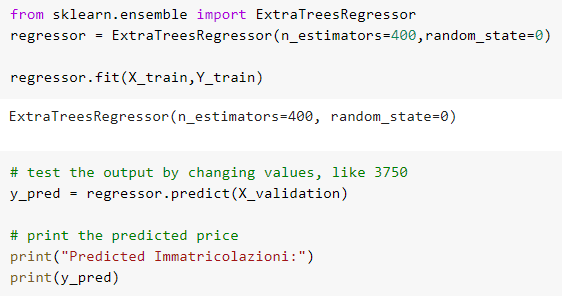 from sklearn.ensemble import ExtraTreesRegressor
regressor = ExtraTreesRegressor(n_estimators=400,random_state=0)
regressor.fit(X_train,Y_train)
ExtraTreesRegressor(n_estimators=400, random_state=0)
# test the output by changing values, like 3750
y_pred = regressor.predict(X_validation)
# print the predicted price
print("Predicted Immatricolazioni:")
print(y_pred)